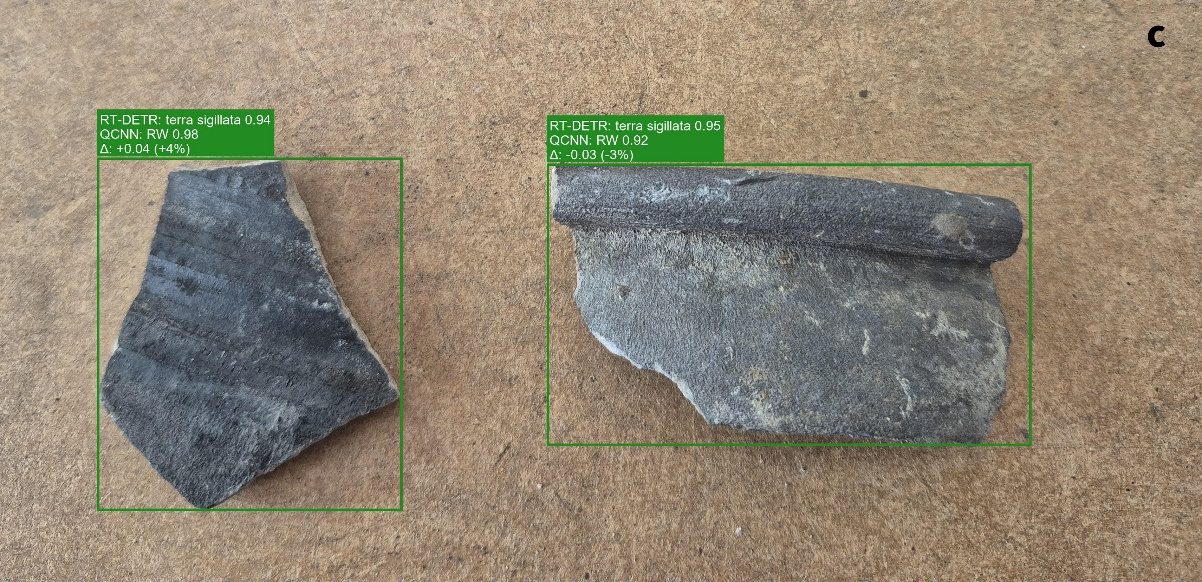 C
RT-DETR: terra sigillata 0.94
QCNN: RW 0.98
Δ: +0.04 (+4%)
RT-DETR: terra sigillata 0.95
QCNN: RW 0.92
Δ: -0.03 (-3%)